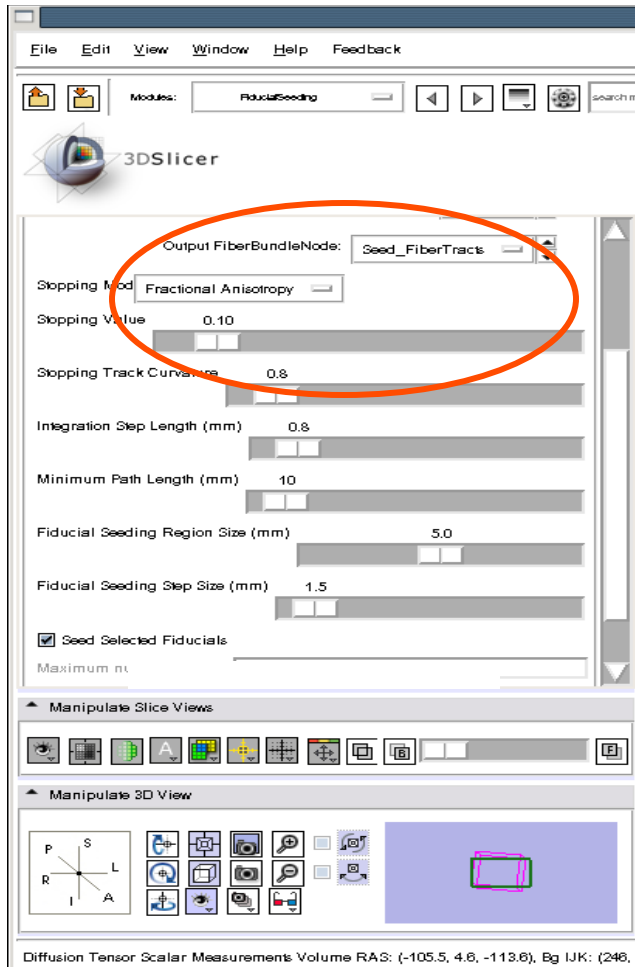 File Edit View Window Help Feedback
Modules: FiducialSeeding search m
3DSlicer
Output FiberBundleNode: Seed_FiberTracts
Stopping Mod Fractional Anisotropy
Stopping Value 0.10
Stopping Track Curvature 0.8
Integration Step Length (mm) 0.8
Minimum Path Length (mm) 10
Fiducial Seeding Region Size (mm) 5.0
Fiducial Seeding Step Size (mm) 1.5
Seed Selected Fiducials
Maximum nu
Manipulate Slice Views
A B F
Manipulate 3D View
P S
R L
I A
Diffusion Tensor Scalar Measurements Volume RAS: (-105.5, 4.6, -113.6), Bg IJK: (246,